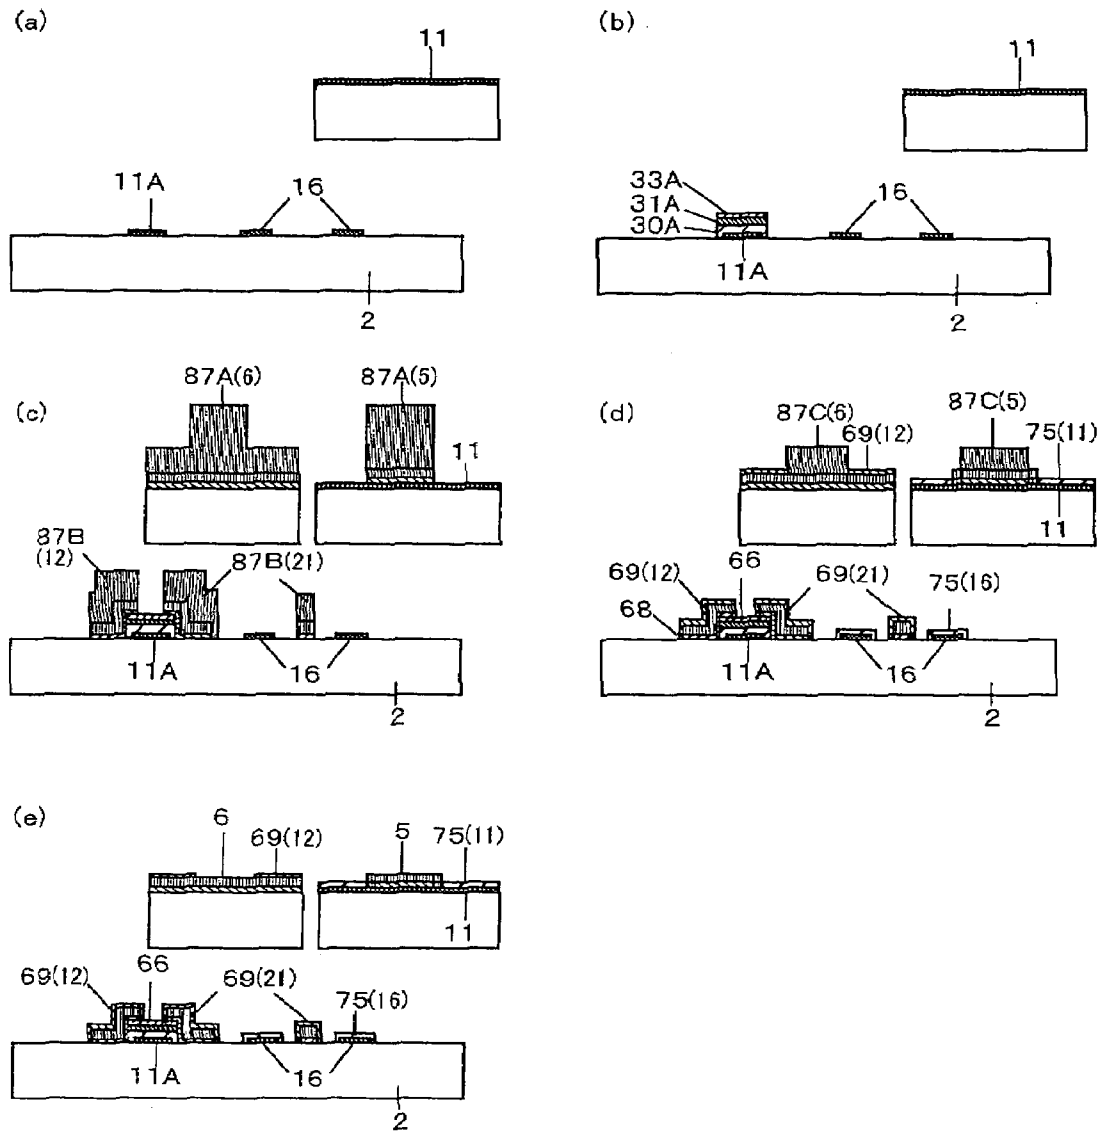 (a)
11
11A
16
2
(b)
11
33A
31A
30A
16
11A
2
(c)
87A(6)
87A(5)
11
87B
(12)
87B(21)
11A
16
2
(d)
87C(6)
69(12)
87C(5)
75(11)
11
66
69(12)
69(21)
75(16)
68
11A
16
2
(e)
6
69(12)
5
75(11)
11
69(12)
66
69(21)
75(16)
11A
16
2